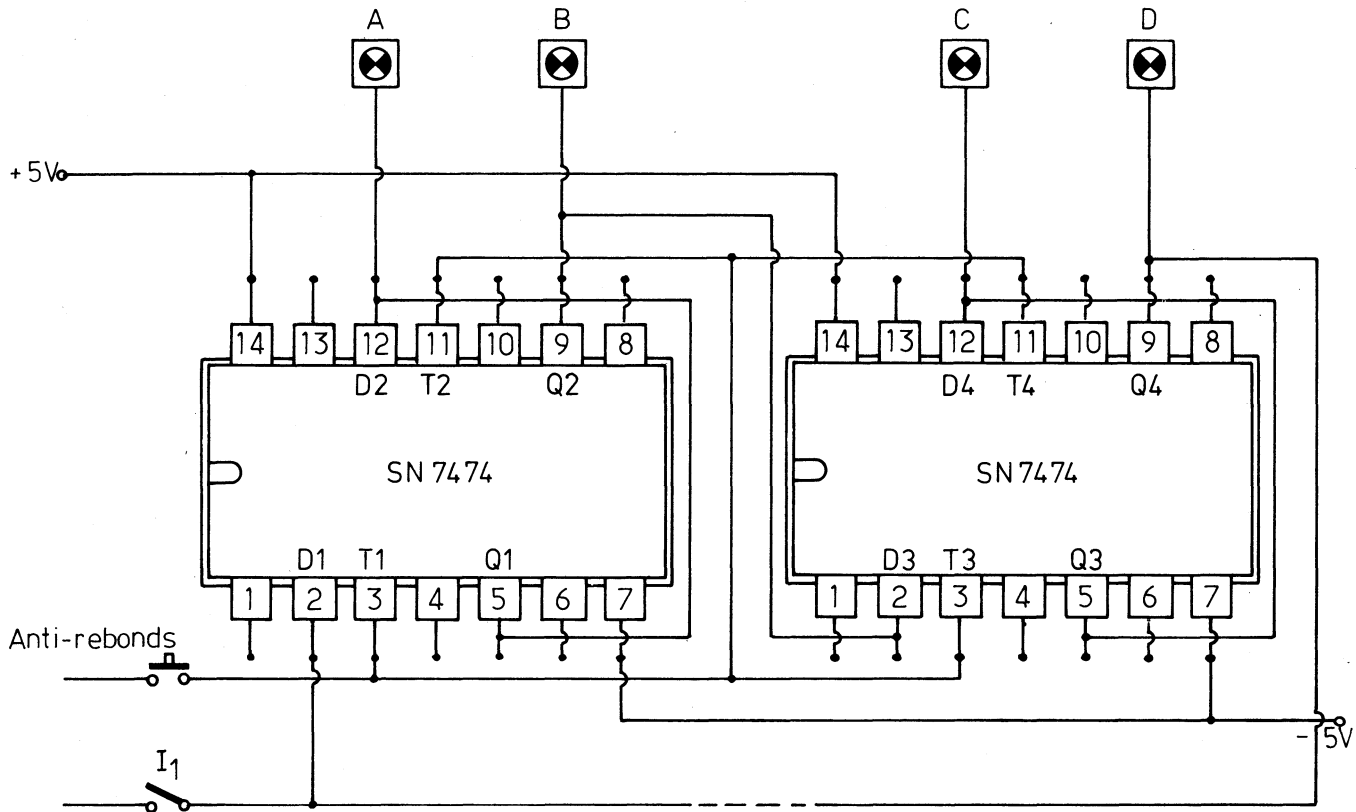 A B C D
+5V
14 13 12 11 10 9 8 14 13 12 11 10 9 8
D2 T2 Q2 D4 T4 Q4
SN 7474 SN 7474
D1 T1 Q1 D3 T3 Q3
1 2 3 4 5 6 7 1 2 3 4 5 6 7
Anti-rebonds
- 5V
I1